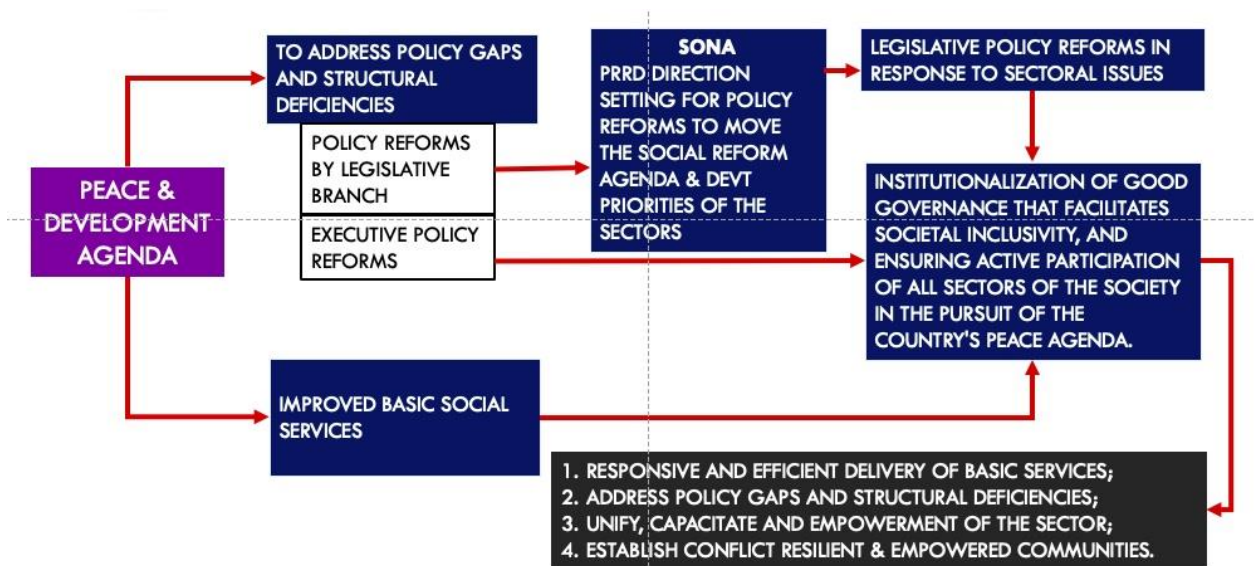 PEACE &
DEVELOPMENT
AGENDA
TO ADDRESS POLICY GAPS
AND STRUCTURAL
DEFICIENCIES
POLICY REFORMS
BY LEGISLATIVE
BRANCH
EXECUTIVE POLICY
REFORMS
IMPROVED BASIC SOCIAL
SERVICES
SONA
PRRD DIRECTION
SETTING FOR POLICY
REFORMS TO MOVE
THE SOCIAL REFORM
AGENDA & DEVT
PRIORITIES OF THE
SECTORS
LEGISLATIVE POLICY REFORMS IN
RESPONSE TO SECTORAL ISSUES
INSTITUTIONALIZATION OF GOOD
GOVERNANCE THAT FACILITATES
SOCIETAL INCLUSIVITY, AND
ENSURING ACTIVE PARTICIPATION
OF ALL SECTORS OF THE SOCIETY
IN THE PURSUIT OF THE
COUNTRY'S PEACE AGENDA.
1. RESPONSIVE AND EFFICIENT DELIVERY OF BASIC SERVICES;
2. ADDRESS POLICY GAPS AND STRUCTURAL DEFICIENCIES;
3. UNIFY, CAPACITATE AND EMPOWERMENT OF THE SECTOR;
4. ESTABLISH CONFLICT RESILIENT & EMPOWERED COMMUNITIES.